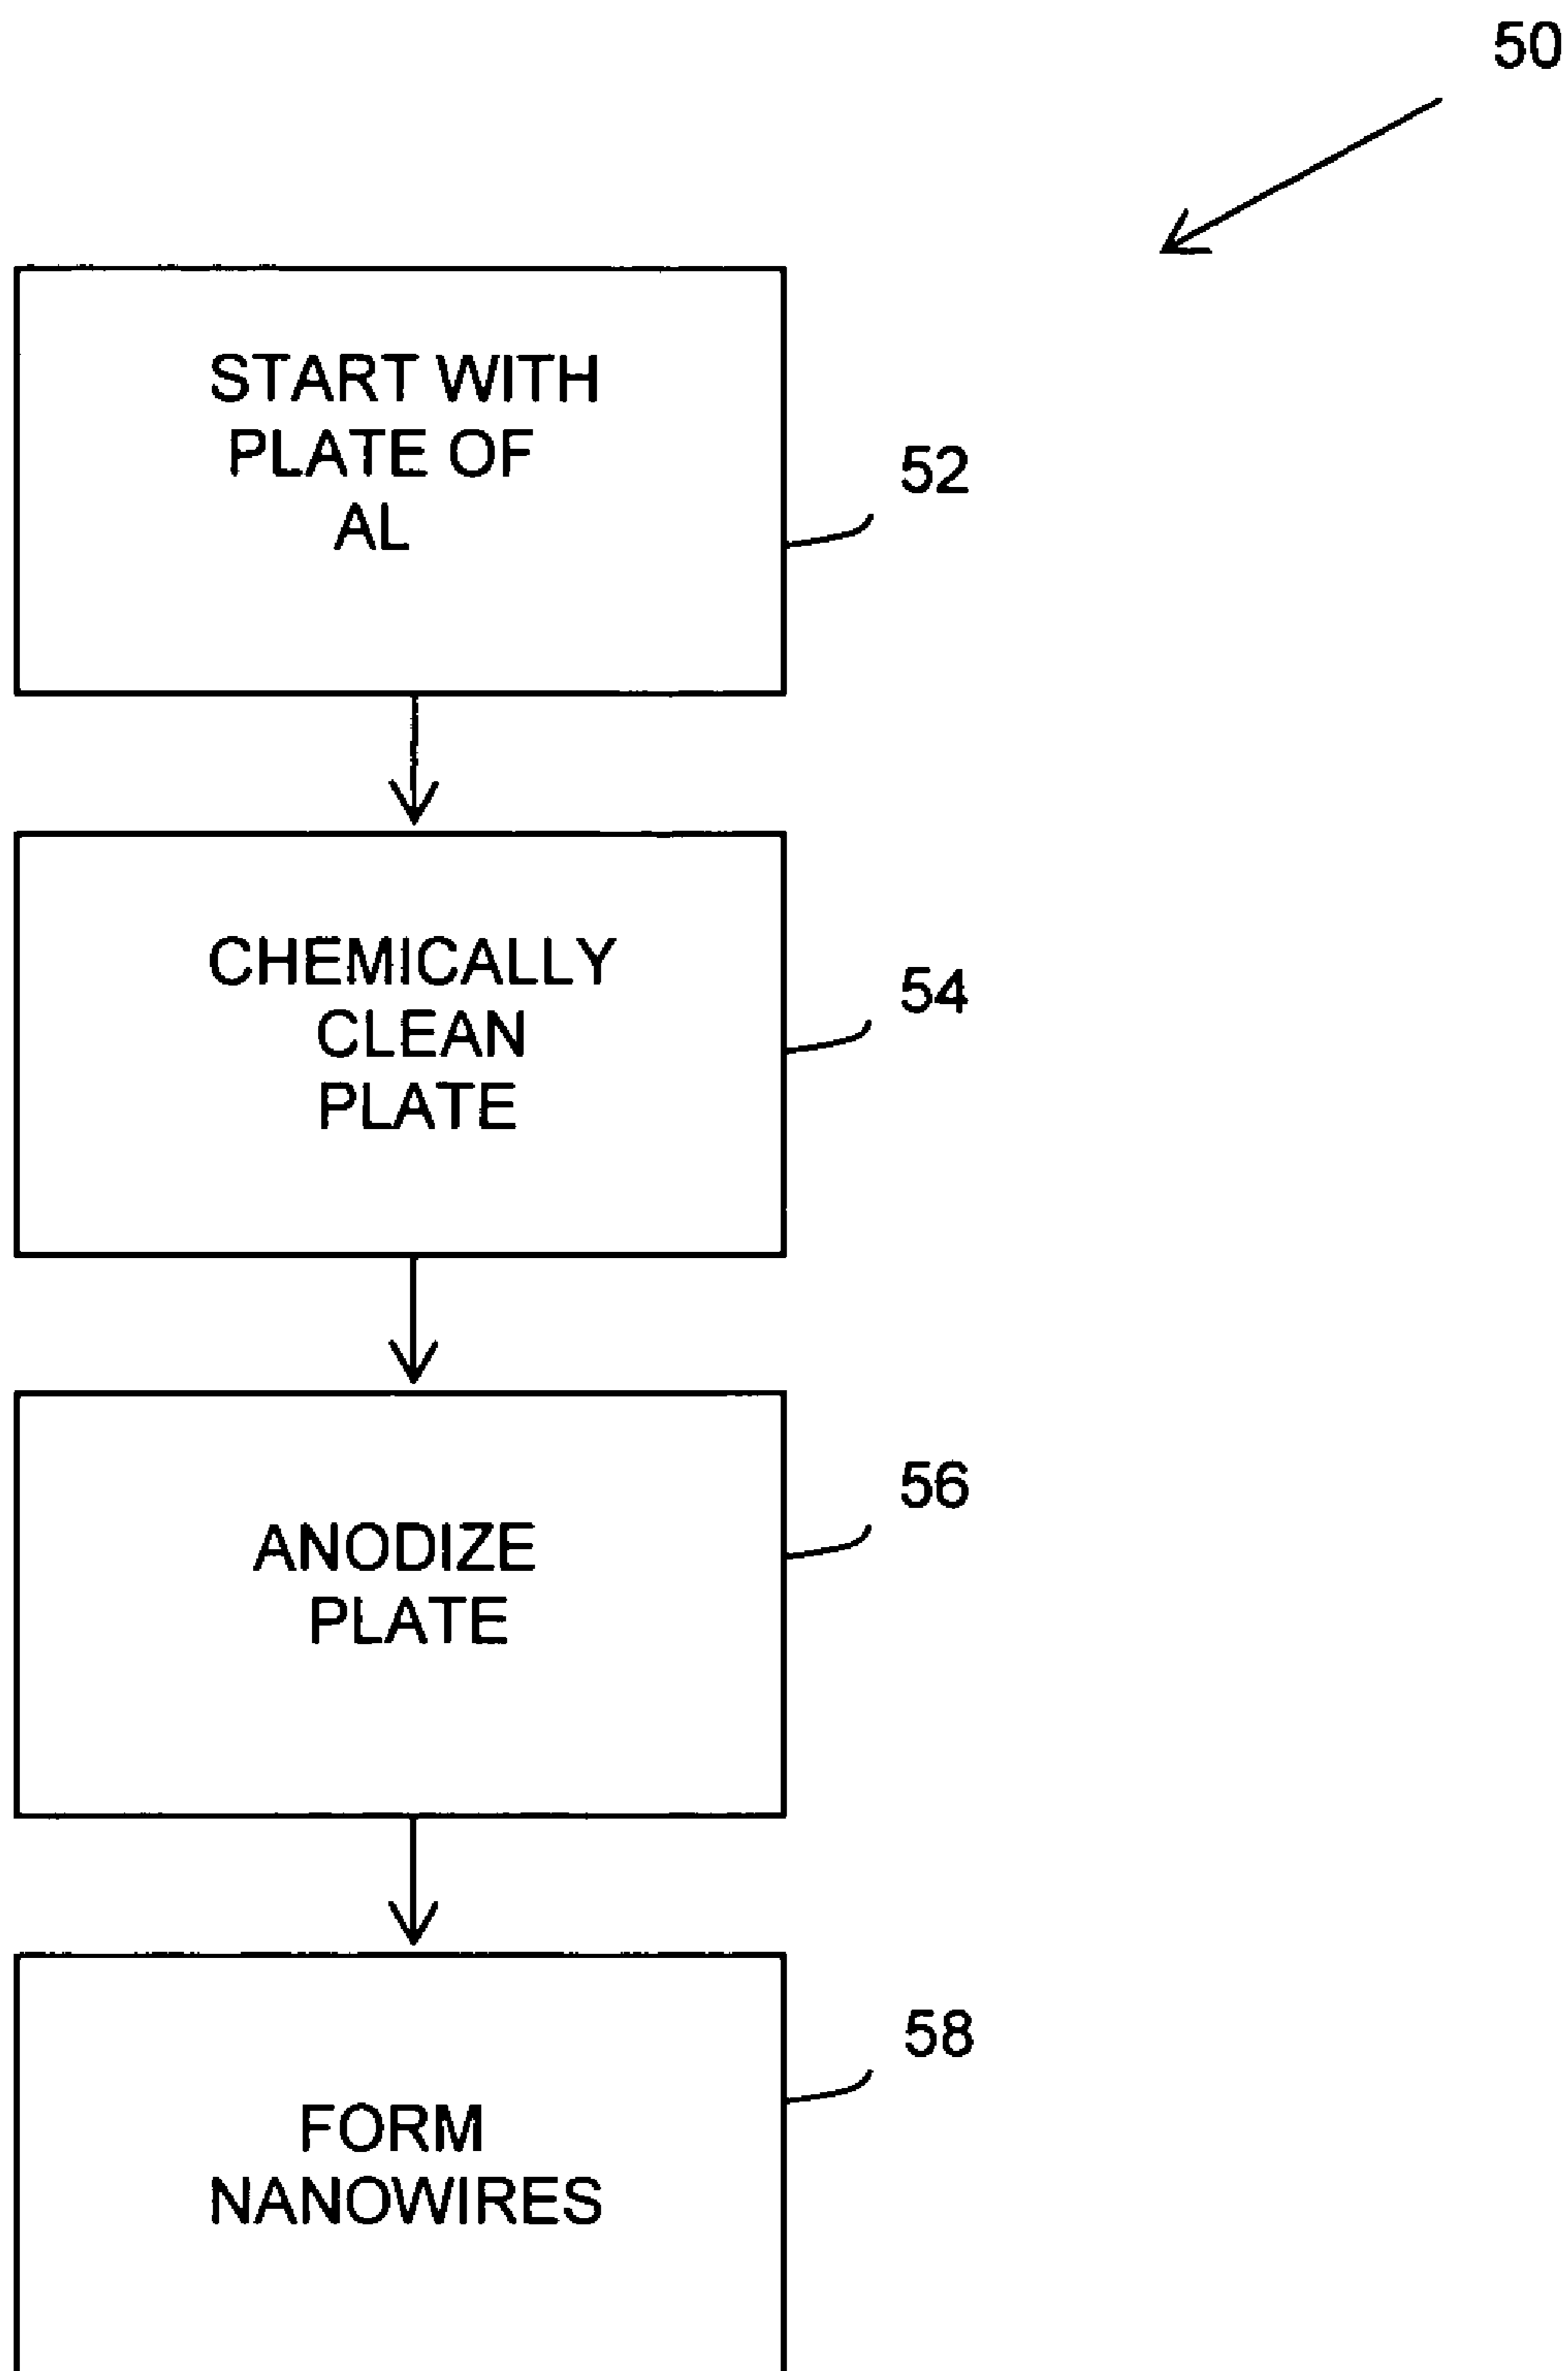 50
START WITH
PLATE OF
AL
52
CHEMICALLY
CLEAN
PLATE
54
ANODIZE
PLATE
56
FORM
NANOWIRES
58